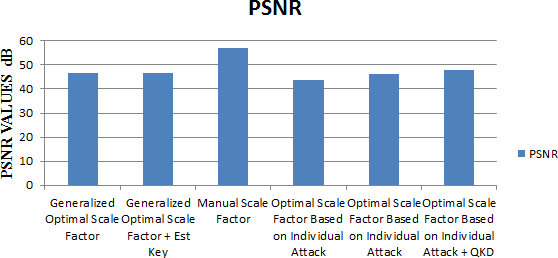 PSNR
PSNR VALUES dB
60
50
40
30
20
10
0
Generalized
Optimal Scale
Factor
Generalized
Optimal Scale
Factor + Est
Key
Manual Scale
Factor
Optimal Scale
Factor Based
on Individual
Attack
Optimal Scale
Factor Based
on Individual
Attack
Optimal Scale
Factor Based
on Individual
Attack + QKD
PSNR